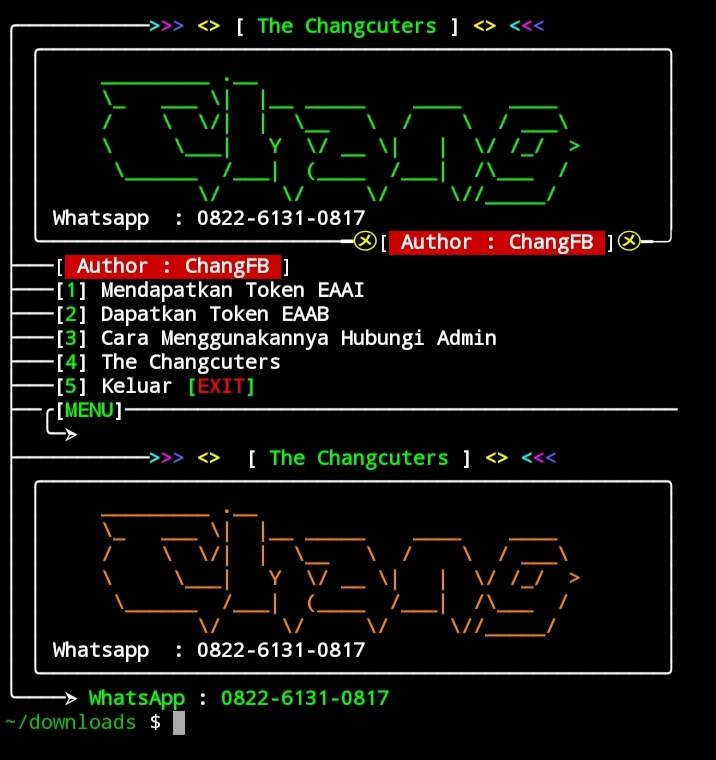 >>> <> [ The Changcuters ] <> <<<
Chang
Whatsapp : 0822-6131-0817
[ Author : ChangFB ]
[ Author : ChangFB ]
[1] Mendapatkan Token EAAI
[2] Dapatkan Token EAAB
[3] Cara Menggunakannya Hubungi Admin
[4] The Changcuters
[5] Keluar [EXIT]
[MENU]
>>> <> [ The Changcuters ] <> <<<
Chang
Whatsapp : 0822-6131-0817
WhatsApp : 0822-6131-0817
~/downloads $